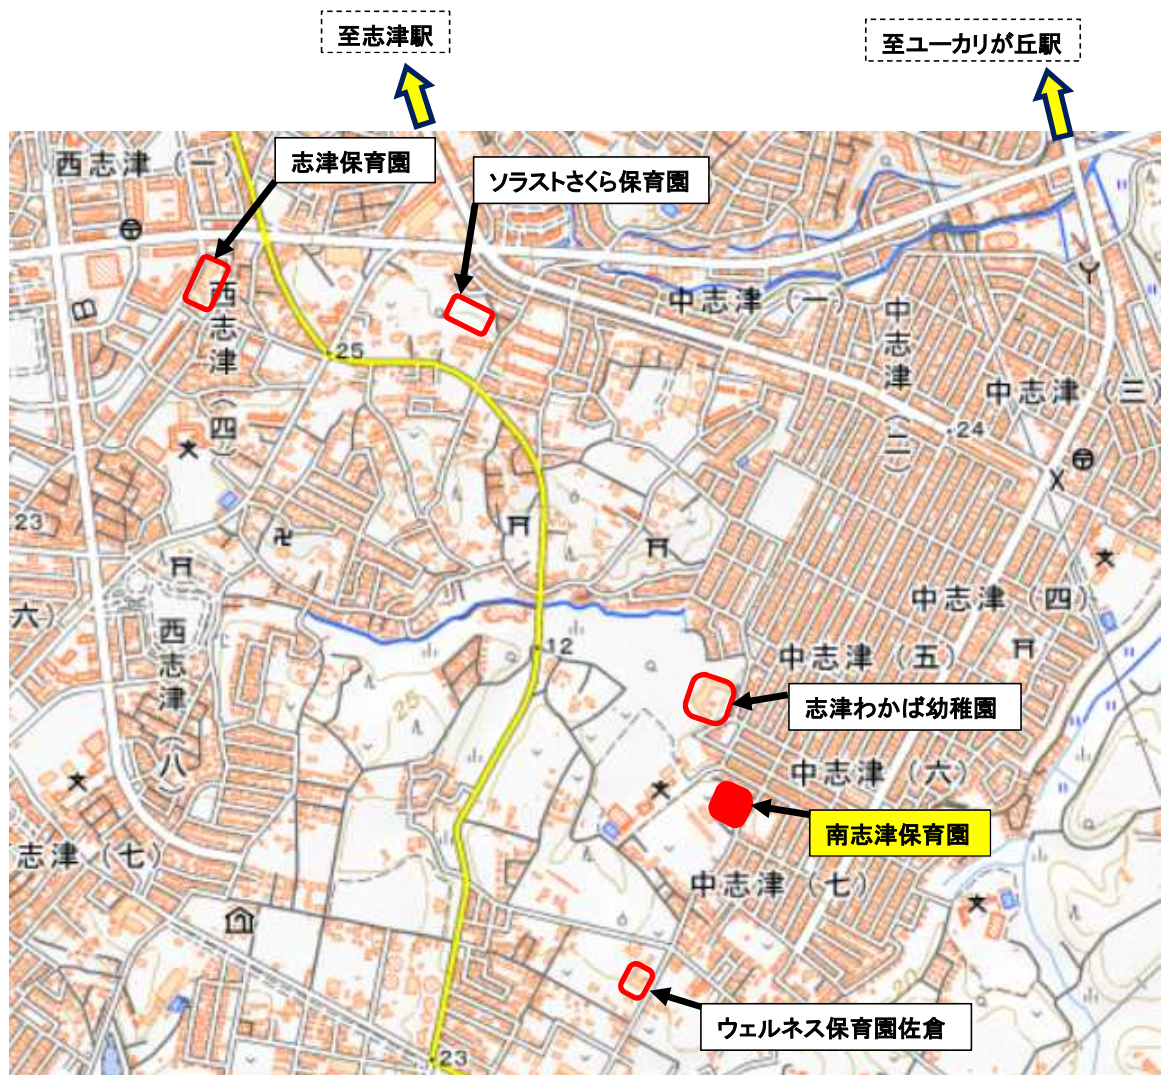 至志津駅
至ユーカリが丘駅
志津保育園
西志津（一）
ソラストさくら保育園
中志津（一）
中志津（二）
西志津（四）
25
中志津（三）
24
23
中志津（四）
六）
12
中志津（五）
西志津（八）
25
志津わかば幼稚園
中志津（六）
南志津保育園
志津（七）
中志津（七）
ウェルネス保育園佐倉
23